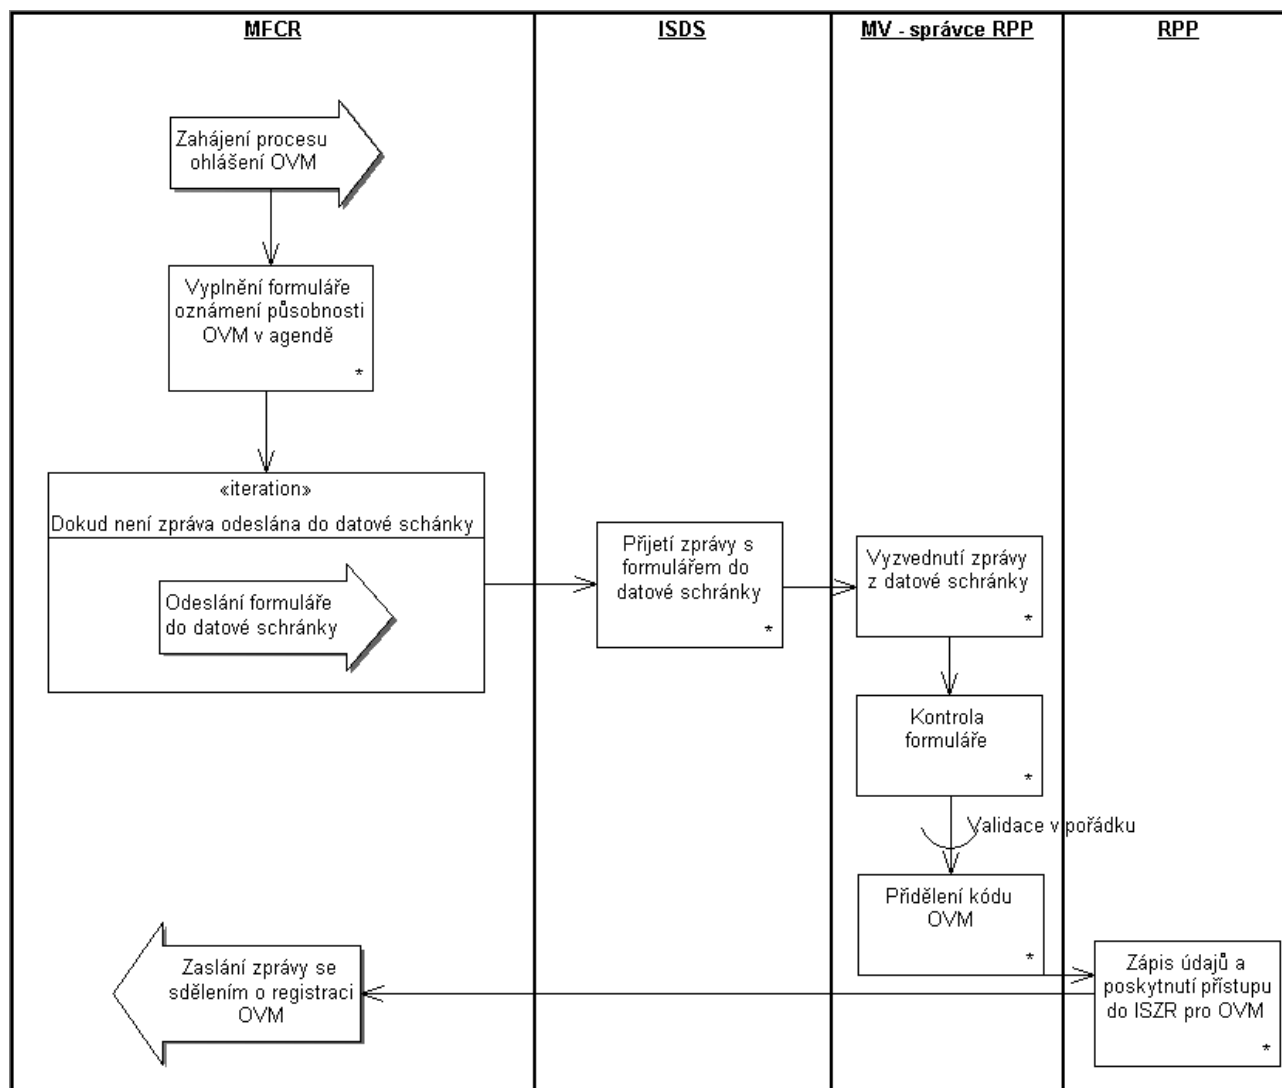 MFCR
ISDS
MV - správce RPP
RPP
Zahájení procesu
ohlášení OVM
Vyplnění formuláře
oznámení působnosti
OVM v agendě
*
«iteration»
Dokud není zpráva odeslána do datové schánky
Odeslání formuláře
do datové schránky
Přijetí zprávy s
formulářem do
datové schránky
*
Vyzvednutí zprávy
z datové schránky
*
Kontrola
formuláře
*
Validace v pořádku
Přidělení kódu
OVM
*
Zápis údajů a
poskytnutí přístupu
do ISZR pro OVM
*
Zaslání zprávy se
sdělením o registraci
OVM